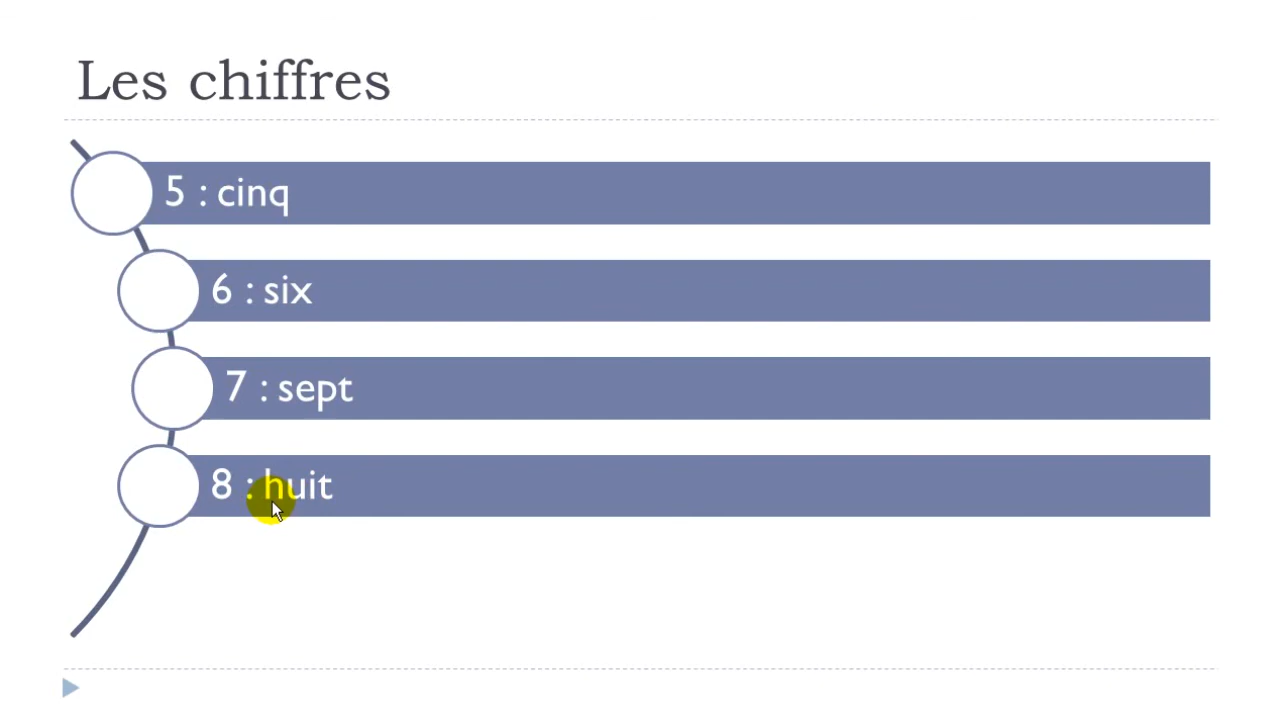 Les chiffres
5 : cinq
6 : six
7 : sept
8 : huit